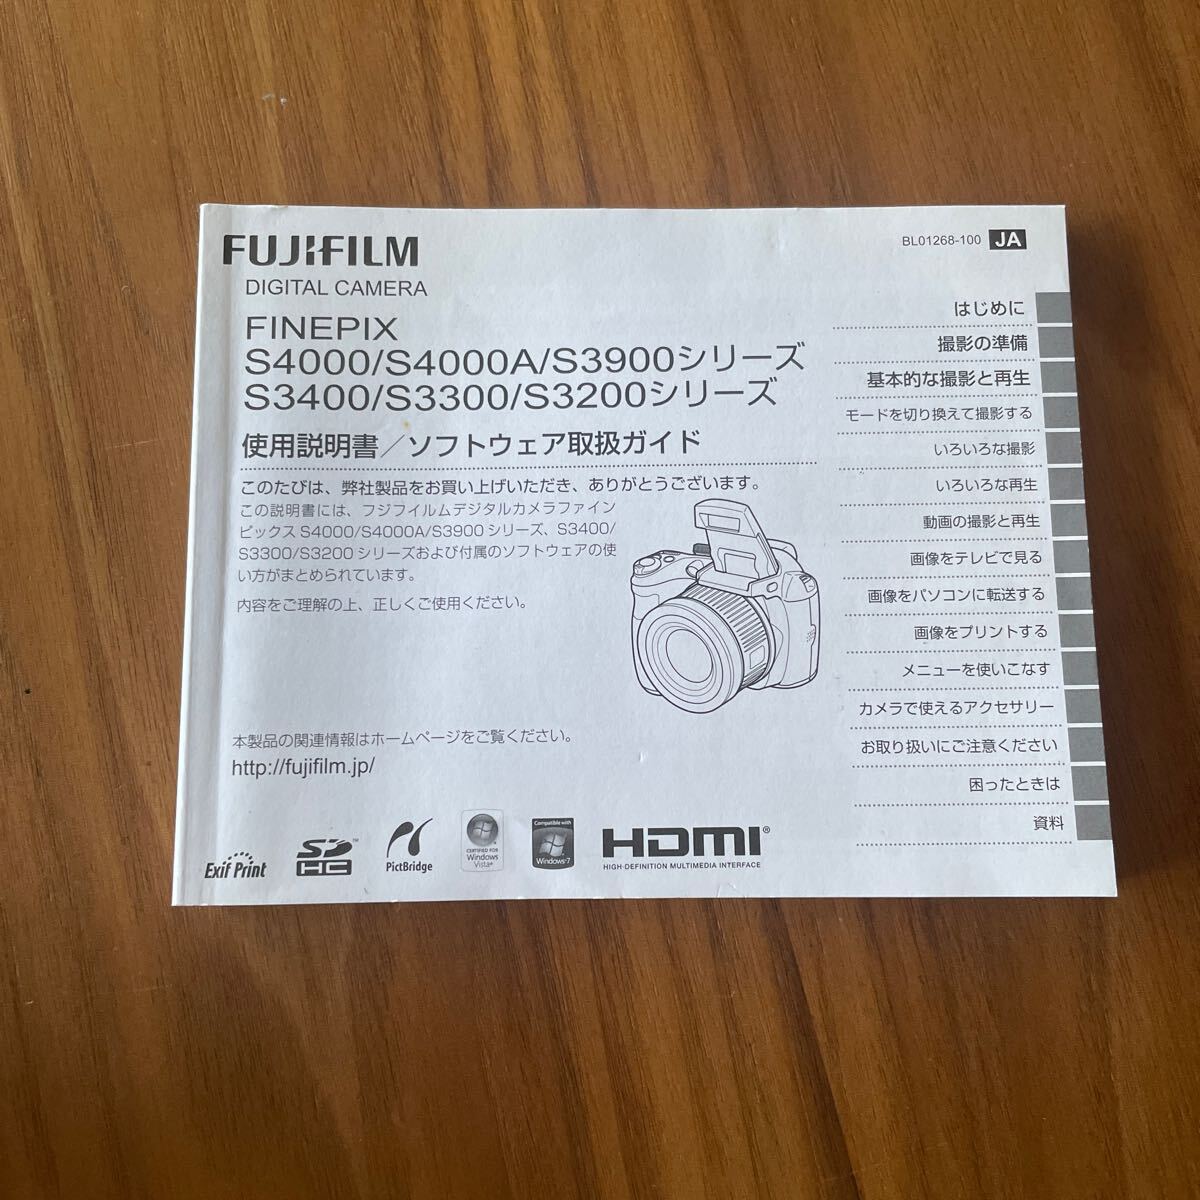 FUJIFILM
DIGITAL CAMERA
BL01268-100 JA
FINEPIX
S4000/S4000A/S3900シリーズ
S3400/S3300/S3200シリーズ
使用説明書/ソフトウェア取扱ガイド
このたびは、弊社製品をお買い上げいただき、ありがとうございます。
この説明書には、フジフイルムデジタルカメラファイン
ピックス S4000/S4000A/S3900 シリーズ、S3400/
S3300/S3200 シリーズおよび付属のソフトウェアの使
い方がまとめられています。
内容をご理解の上、正しくご使用ください。
本製品の関連情報はホームページをご覧ください。
http://fujifilm.jp/
はじめに
撮影の準備
基本的な撮影と再生
モードを切り換えて撮影する
いろいろな撮影
いろいろな再生
動画の撮影と再生
画像をテレビで見る
画像をパソコンに転送する
画像をプリントする
メニューを使いこなす
カメラで使えるアクセサリー
お取り扱いにご注意ください
困ったときは
資料
Exif Print
SD HC™
PictBridge
CERTIFIED FOR
Windows
Vista
Compatible with
Windows 7
HDMI®
HIGH-DEFINITION MULTIMEDIA INTERFACE